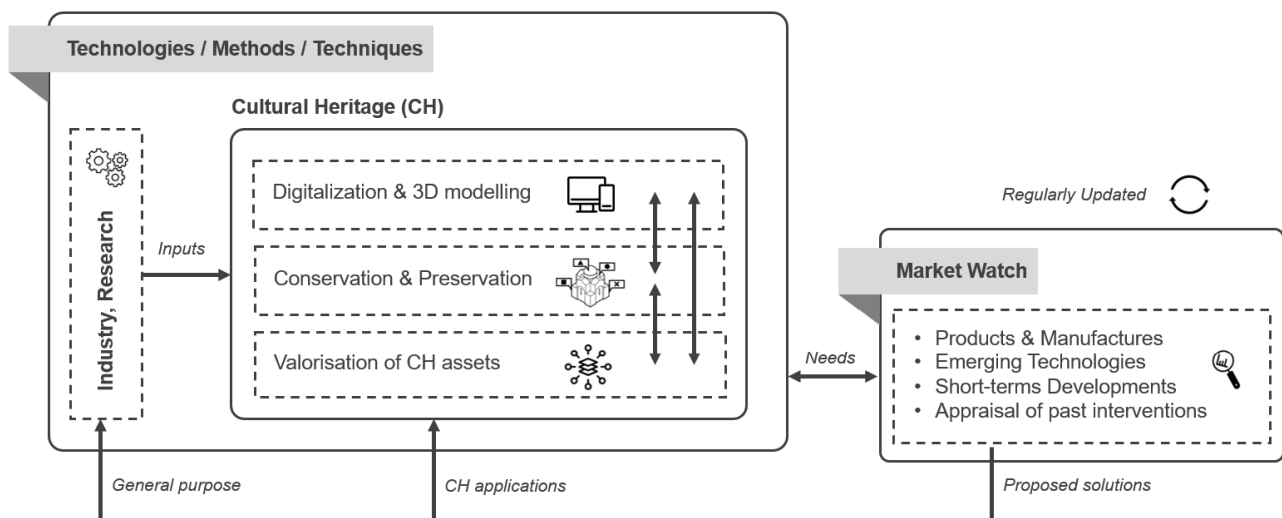 Technologies / Methods / Techniques
Cultural Heritage (CH)
Industry, Research
Inputs
Digitalization & 3D modelling
Conservation & Preservation
Valorisation of CH assets
General purpose
CH applications
Needs
Regularly Updated
Market Watch
• Products & Manufactures
• Emerging Technologies
• Short-terms Developments
• Appraisal of past interventions
Proposed solutions